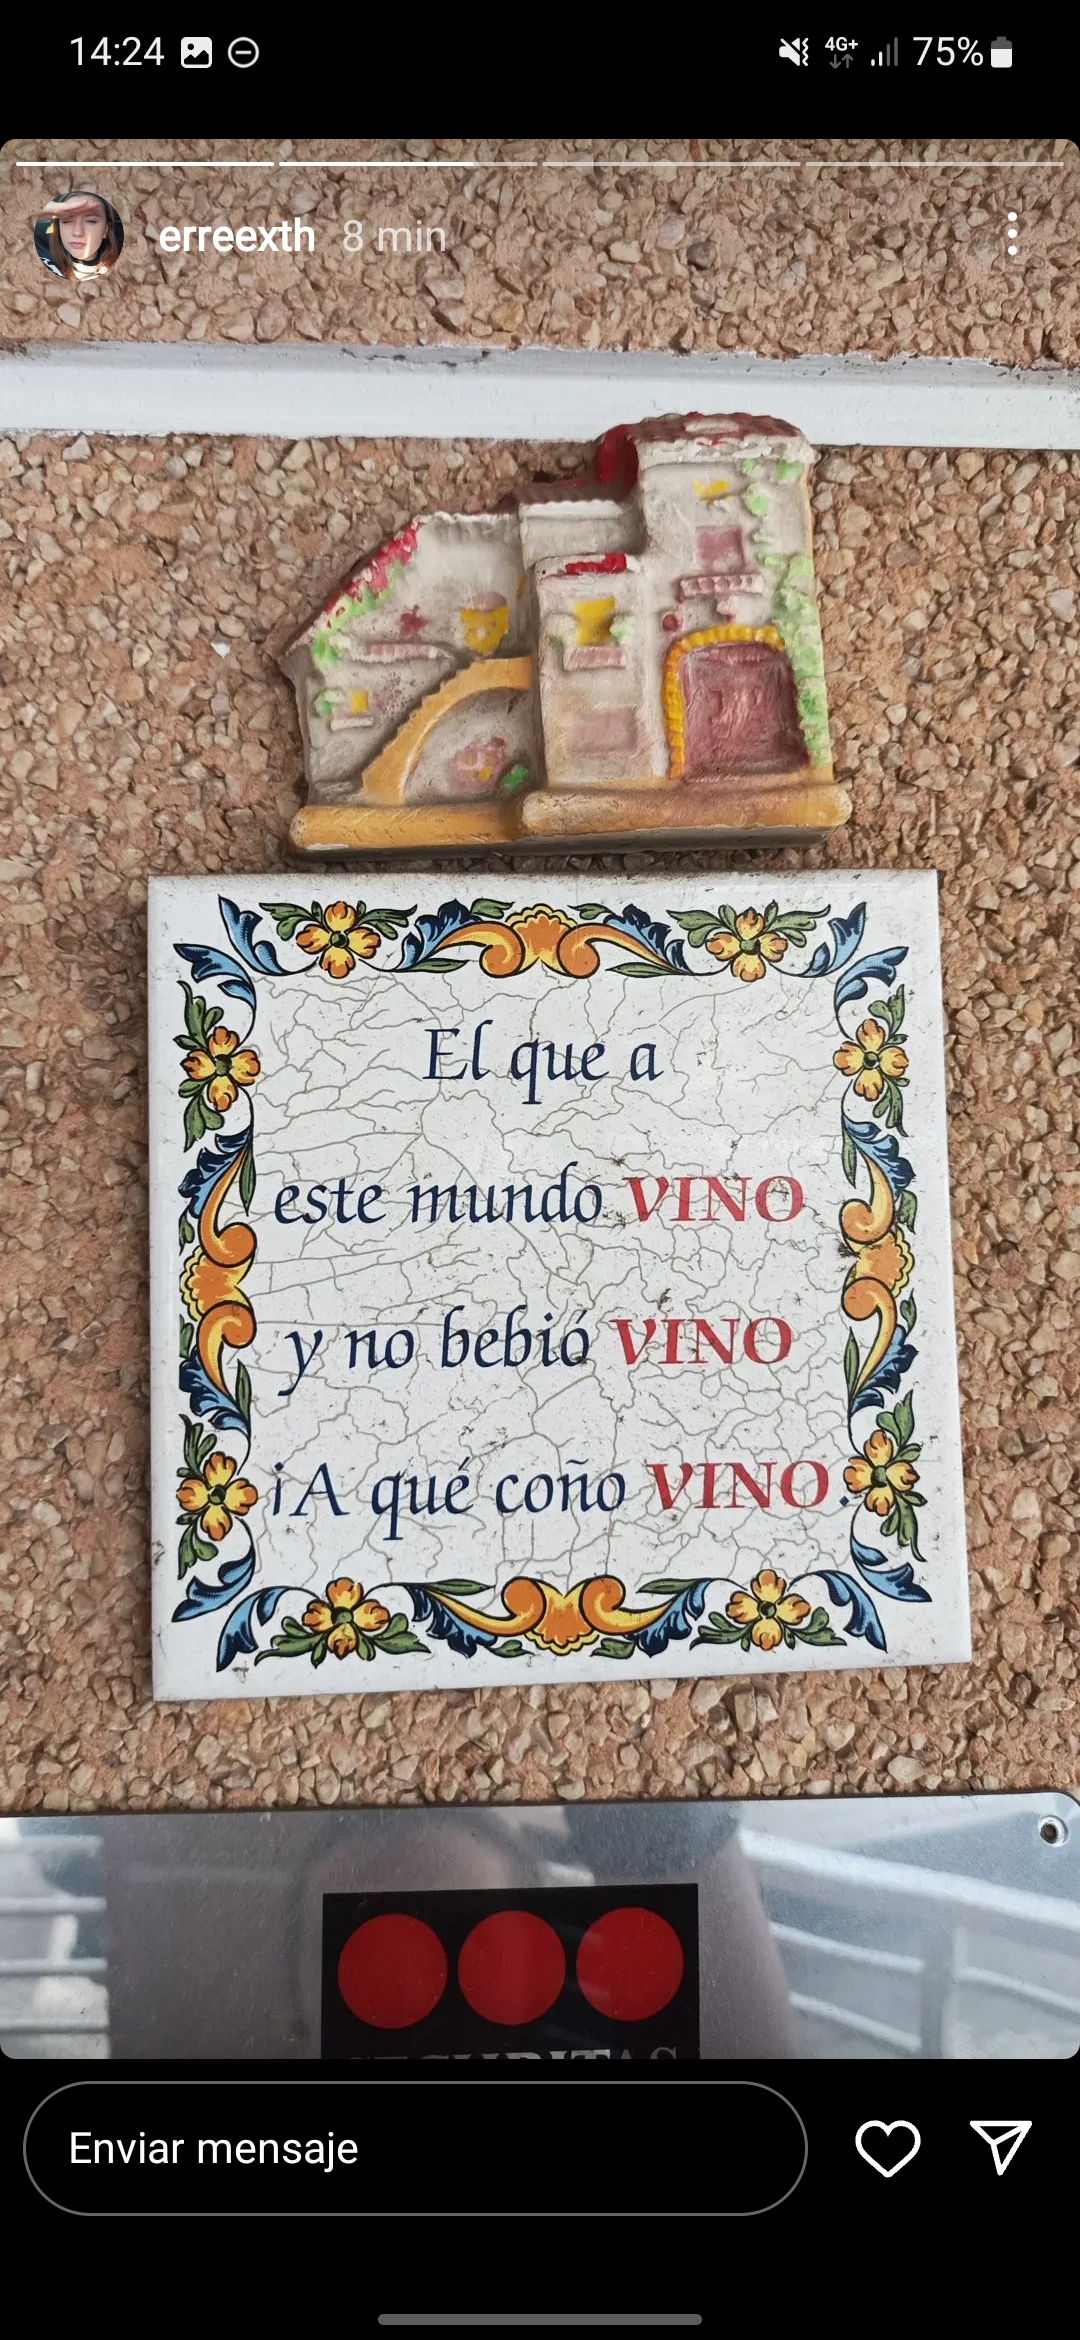 14:24
4G+
75%
erreexth 8 min
El que a
este mundo VINO
y no bebió VINO
¡A qué coño VINO.
SECURITAS
Enviar mensaje